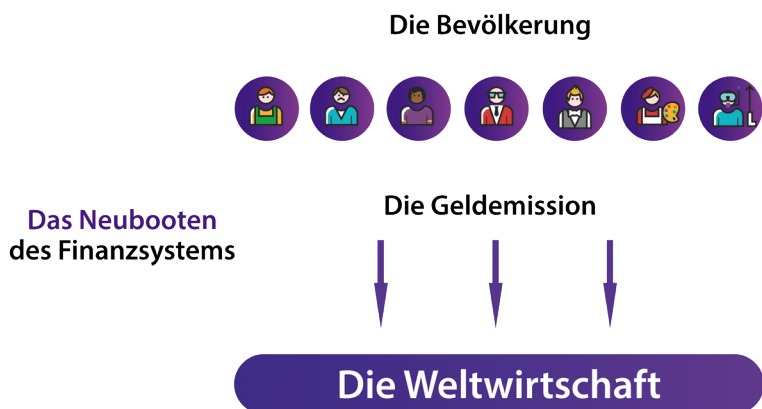 Die Bevölkerung
L
Die Geldemission
Das Neubooten
des Finanzsystems
Die Weltwirtschaft